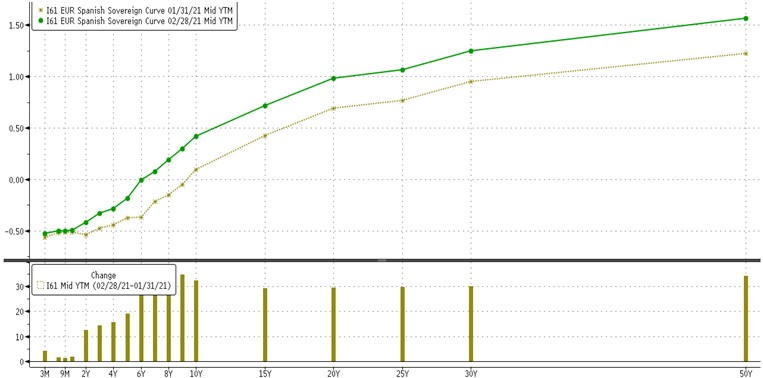 I61 EUR Spanish Sovereign Curve 01/31/21 Mid YTM
I61 EUR Spanish Sovereign Curve 02/28/21 Mid YTM
1.50
1.00
0.50
0.00
-0.50
Change
I61 Mid YTM (02/28/21-01/31/21)
30
20
10
0
3M 9M 2Y 4Y 6Y 8Y 10Y 15Y 20Y 25Y 30Y 50Y